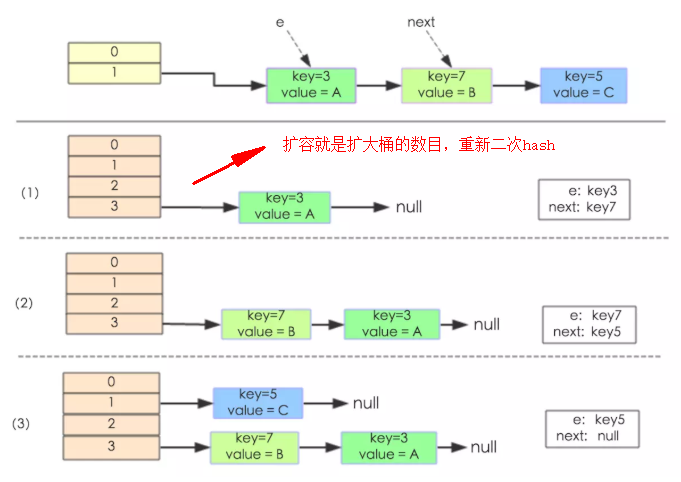 e
next
0
1
key=3
value = A
key=7
value = B
key=5
value = C
扩容就是扩大桶的数目，重新二次hash
(1)
0
1
2
3
key=3
value = A
null
e: key3
next: key7
(2)
0
1
2
3
key=7
value = B
key=3
value = A
null
e: key7
next: key5
(3)
0
1
2
3
key=5
value = C
null
key=7
value = B
key=3
value = A
null
e: key5
next: null